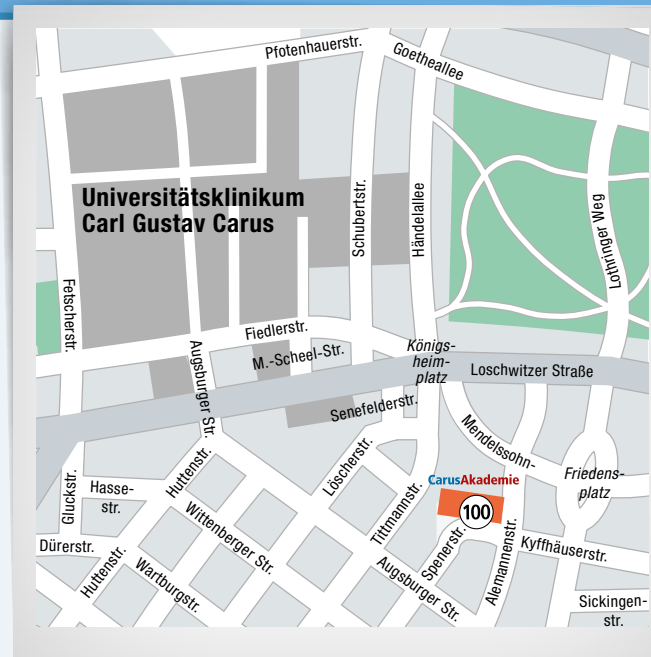 Pfotenhauerstr.
Goetheallee
Universitätsklinikum
Carl Gustav Carus
Schubertstr.
Händelallee
Lothringer Weg
Fetscherstr.
Fiedlerstr.
Augsburger Str.
M.-Scheel-Str.
Königs-
heim-
platz
Loschwitzer Straße
Senefelderstr.
Mendelssohn-
Friedens-
platz
Löscherstr.
Huttenstr.
Gluckstr.
Hasse-
str.
CarusAkademie
100
Tittmannstr.
Wittenberger Str.
Spenerstr.
Alemannenstr.
Kyffhäuserstr.
Dürerstr.
Huttenstr.
Wartburgstr.
Augsburger Str.
Sickingen-
str.